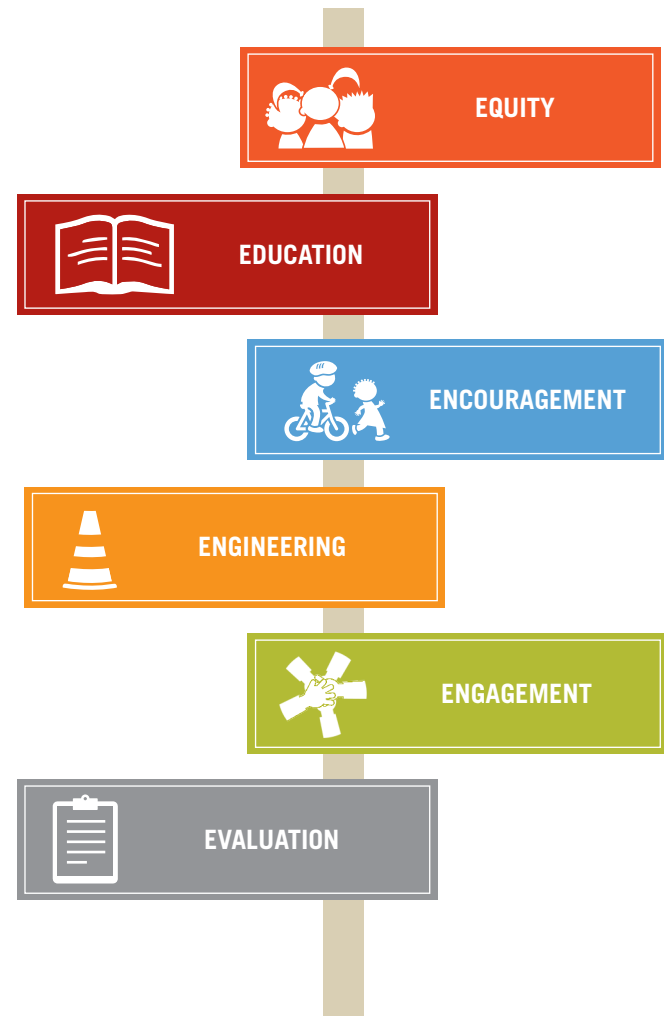 EQUITY
EDUCATION
ENCOURAGEMENT
ENGINEERING
ENGAGEMENT
EVALUATION